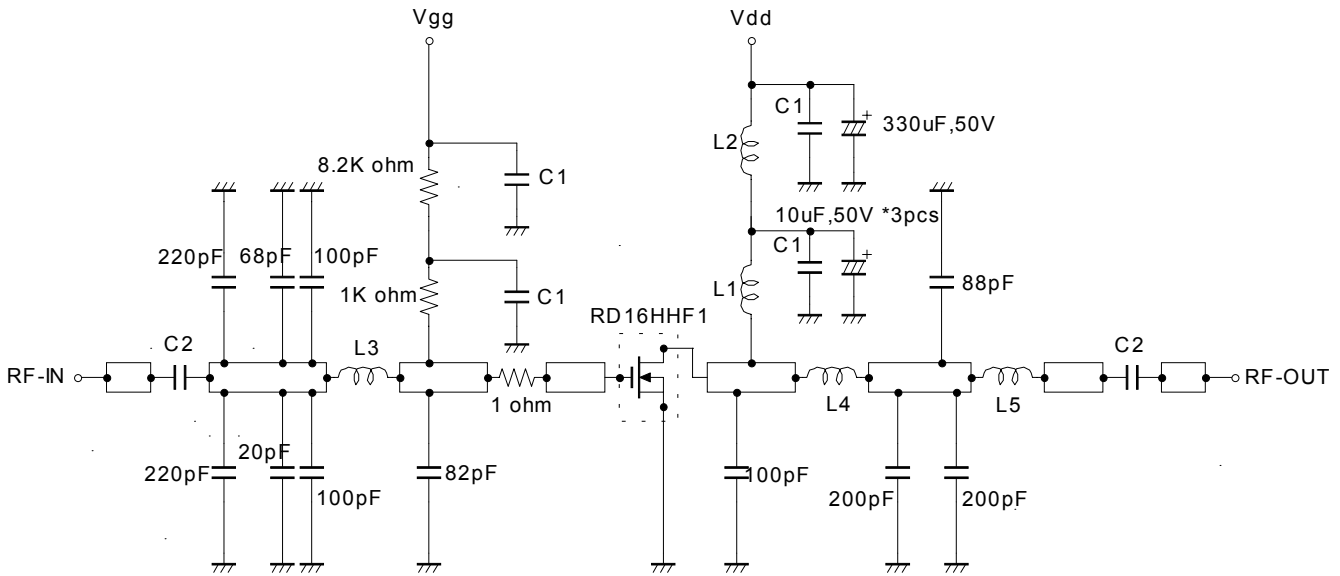 Vgg
Vdd
C1
330uF,50V
L2
8.2K ohm
C1
10uF,50V *3pcs
C1
220pF
68pF
100pF
1K ohm
C1
L1
88pF
RD16HHF1
C2
L3
C2
RF-IN
1 ohm
L4
L5
RF-OUT
220pF
20pF
100pF
82pF
100pF
200pF
200pF
+
+